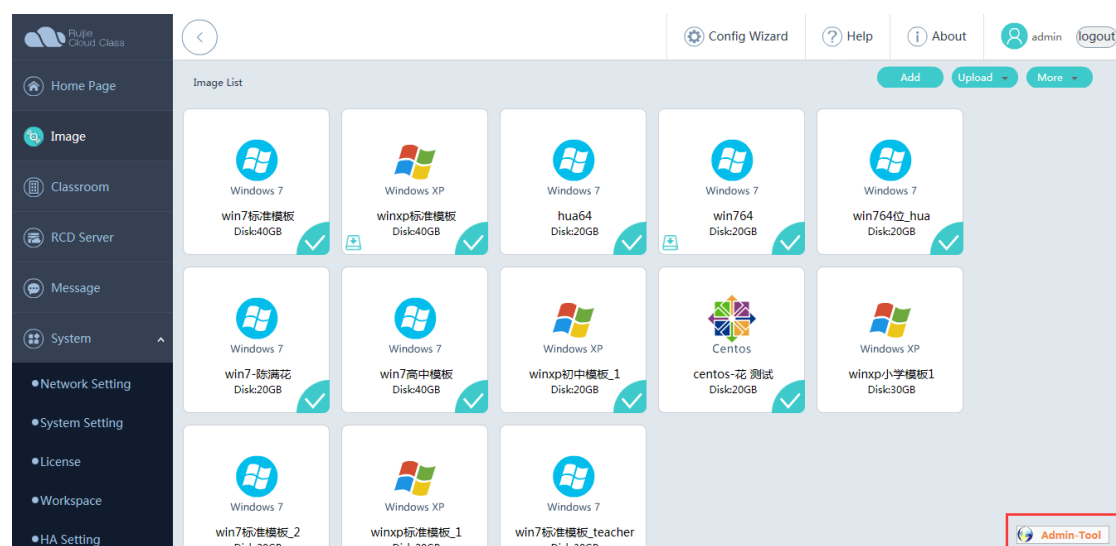 Rujie
Cloud Class
Config Wizard
Help
About
admin
logout
Home Page
Image
Classroom
RCD Server
Message
System
Network Setting
System Setting
License
Workspace
HA Setting
Image List
Add
Upload
More
Windows 7
win7标准模板
Disk:40GB
Windows XP
winxp标准模板
Disk:40GB
Windows 7
hua64
Disk:20GB
Windows 7
win764
Disk:20GB
Windows 7
win764位_hua
Disk:20GB
Windows 7
win7-陈满花
Disk:20GB
Windows 7
win7高中模板
Disk:40GB
Windows XP
winxp初中模板_1
Disk:20GB
Centos
centos-花 测试
Disk:20GB
Windows XP
winxp小学模板1
Disk:30GB
Windows 7
win7标准模板_2
Disk:20GB
Windows XP
winxp标准模板_1
Disk:20GB
Windows 7
win7标准模板_teacher
Disk:20GB
Admin-Tool